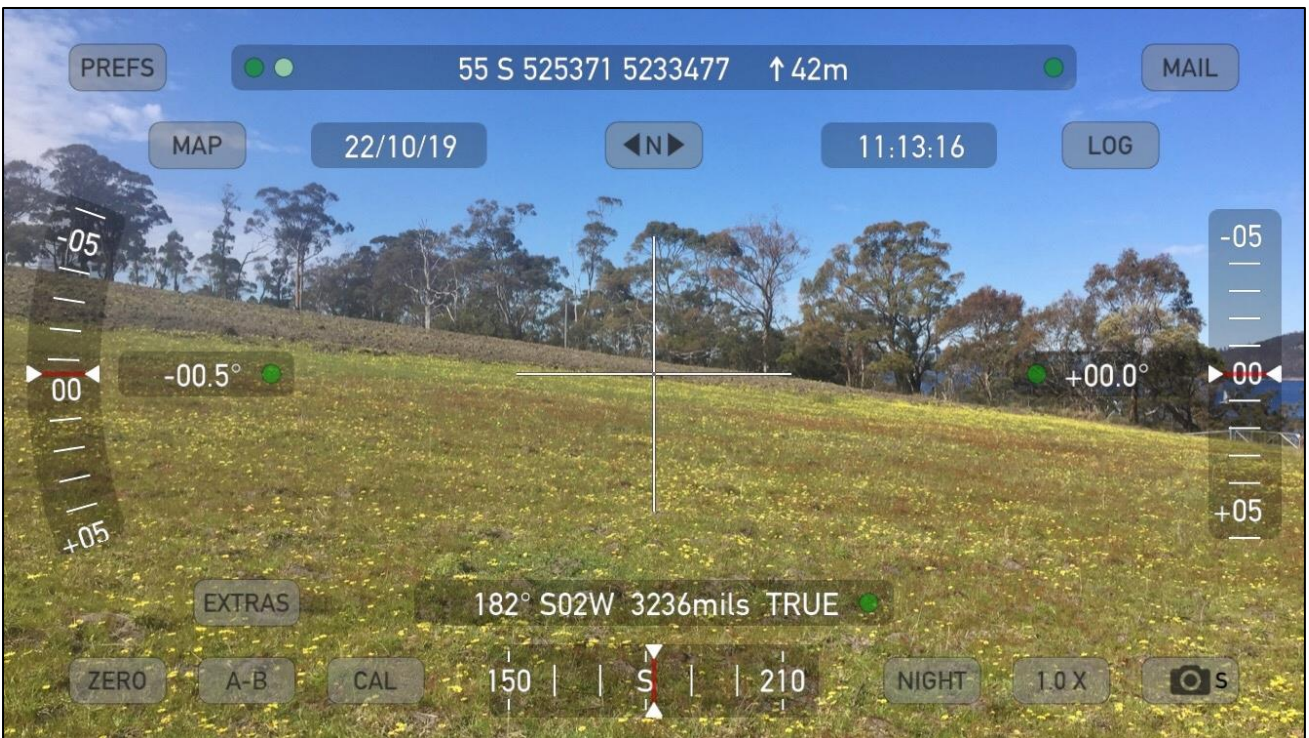 PREFS 55 S 525371 5233477 ↑42m MAIL
MAP 22/10/19 ◀N▶ 11:13:16 LOG
-05 -05
-00.5° +00.0°
00 00
+05 +05
EXTRAS 182° S02W 3236mils TRUE
ZERO A-B CAL 150 S 210 NIGHT 1.0 X S